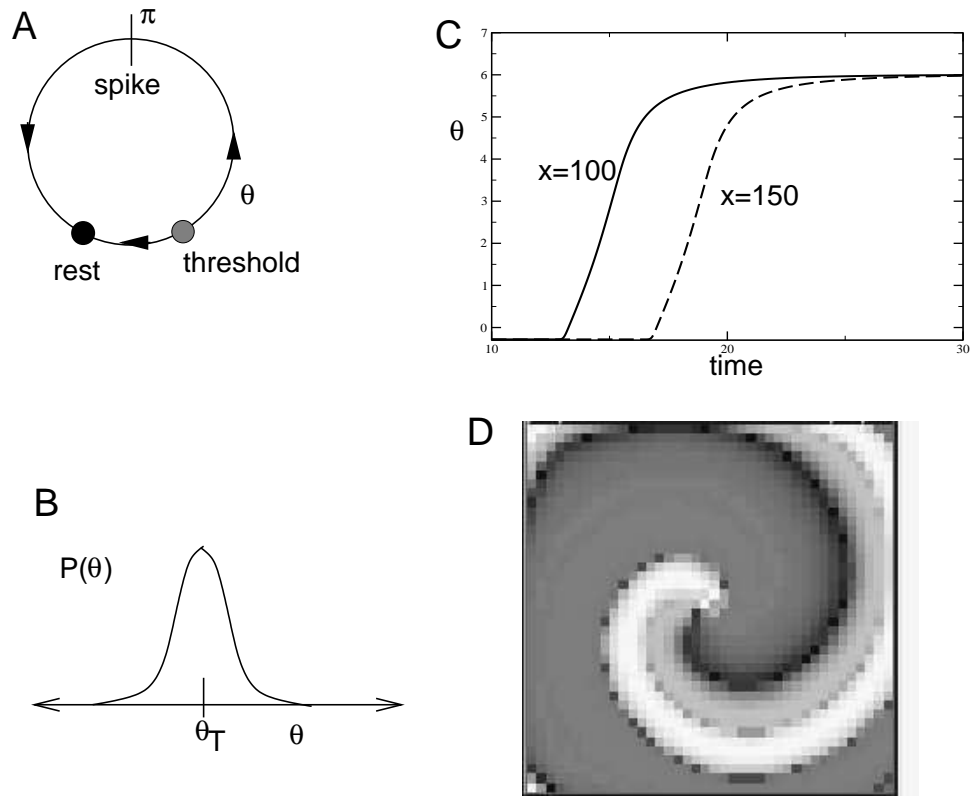 A
π
spike
θ
rest
threshold
C
7
6
5
4
3
2
1
0
θ
x=100
x=150
10
20
30
time
B
P(θ)
θT
θ
D